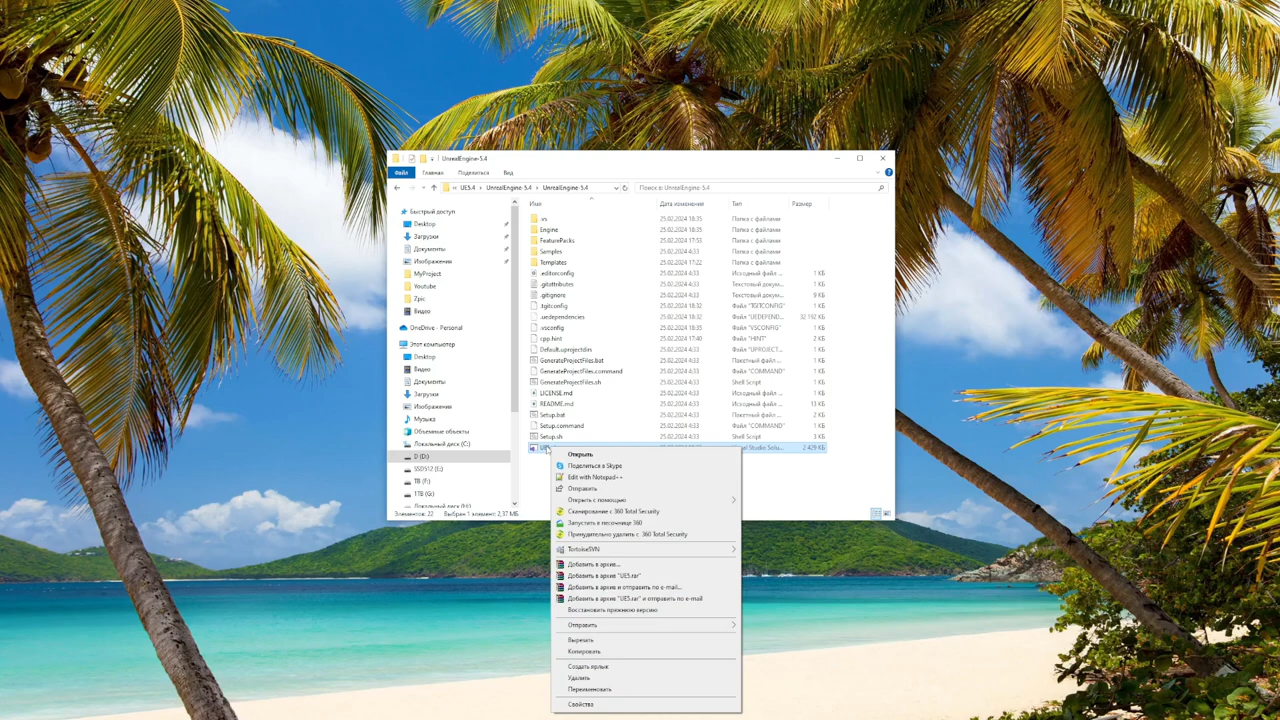 UnrealEngine-5.4
Файл Главная Поделиться Вид
UE5.4 UnrealEngine-5.4 UnrealEngine-5.4 Поиск в: UnrealEngine-5.4
Имя Дата изменения Тип Размер
Быстрый доступ
Desktop
Загрузки
Документы
Изображения
MyProject
Youtube
Zpic
Видео
OneDrive - Personal
Этот компьютер
Desktop
Видео
Документы
Загрузки
Изображения
Музыка
Объемные объекты
Локальный диск (C:)
D (D:)
SSD512 (E:)
TB (F:)
1TB (G:)
Локальный диск (H:)
.vs 25.02.2024 18:35 Папка с файлами
Engine 25.02.2024 18:35 Папка с файлами
FeaturePacks 25.02.2024 17:53 Папка с файлами
Samples 25.02.2024 4:33 Папка с файлами
Templates 25.02.2024 17:22 Папка с файлами
.editorconfig 25.02.2024 4:33 Исходный файл ... 1 КБ
.gitattributes 25.02.2024 4:33 Текстовый докум... 1 КБ
.gitignore 25.02.2024 4:33 Текстовый докум... 9 КБ
.tgitconfig 25.02.2024 18:32 Файл "TGITCONFIG" 1 КБ
.uedependencies 25.02.2024 18:32 Файл "UEDEPEND... 32 192 КБ
.vsconfig 25.02.2024 18:35 Файл "VSCONFIG" 1 КБ
cpp.hint 25.02.2024 17:40 Файл "HINT" 2 КБ
Default.uprojectdirs 25.02.2024 4:33 Файл "UPROJECT... 1 КБ
GenerateProjectFiles.bat 25.02.2024 4:33 Пакетный файл ... 1 КБ
GenerateProjectFiles.command 25.02.2024 4:33 Файл "COMMAND" 1 КБ
GenerateProjectFiles.sh 25.02.2024 4:33 Shell Script 1 КБ
LICENSE.md 25.02.2024 4:33 Исходный файл ... 1 КБ
README.md 25.02.2024 4:33 Исходный файл ... 13 КБ
Setup.bat 25.02.2024 4:33 Пакетный файл ... 2 КБ
Setup.command 25.02.2024 4:33 Файл "COMMAND" 1 КБ
Setup.sh 25.02.2024 4:33 Shell Script 3 КБ
2 429 КБ
Элементов: 22 Выбран 1 элемент: 2,37 МБ
Открыть
Поделиться в Skype
Edit with Notepad++
Отправить
Открыть с помощью
Сканирование с 360 Total Security
Запустить в песочнице 360
Принудительно удалить с 360 Total Security
TortoiseSVN
Добавить в архив...
Добавить в архив "UE5.rar"
Добавить в архив и отправить по e-mail...
Добавить в архив "UE5.rar" и отправить по e-mail
Восстановить прежнюю версию
Отправить
Вырезать
Копировать
Создать ярлык
Удалить
Переименовать
Свойства